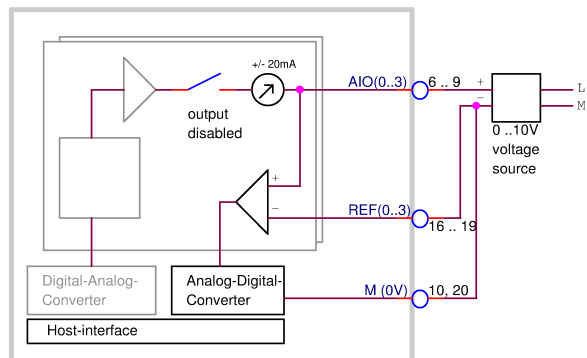 +/- 20mA
AIO(0..3)
6 .. 9
+
L
−
M
output
disabled
0 ..10V
voltage
source
+
−
REF(0..3)
16 .. 19
Digital-Analog-
Converter
Analog-Digital-
Converter
M (0V)
10, 20
Host-interface